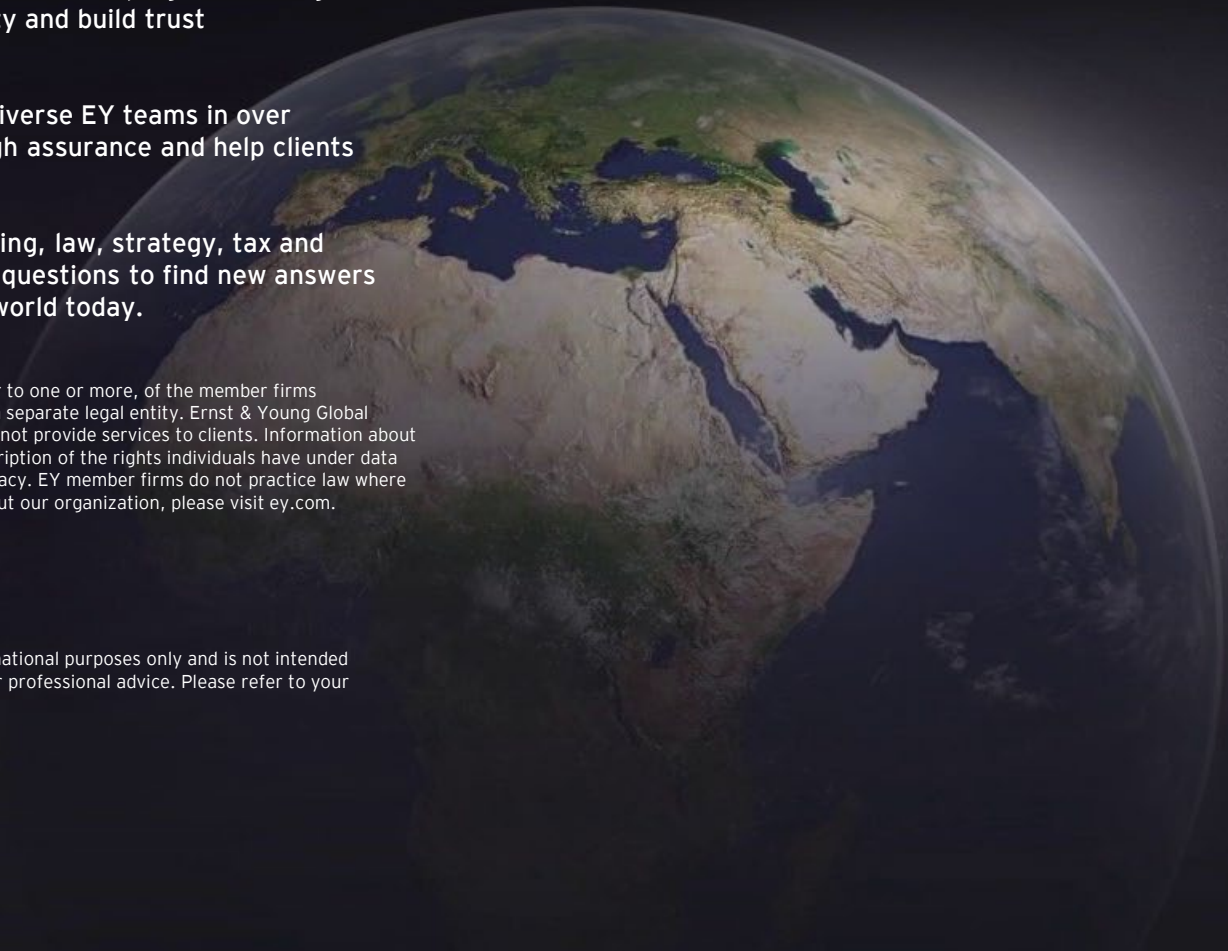 ty and build trust
iverse EY teams in over
gh assurance and help clients
ing, law, strategy, tax and
questions to find new answers
world today.
r to one or more, of the member firms
separate legal entity. Ernst & Young Global
not provide services to clients. Information about
ription of the rights individuals have under data
acy. EY member firms do not practice law where
ut our organization, please visit ey.com.
national purposes only and is not intended
r professional advice. Please refer to your